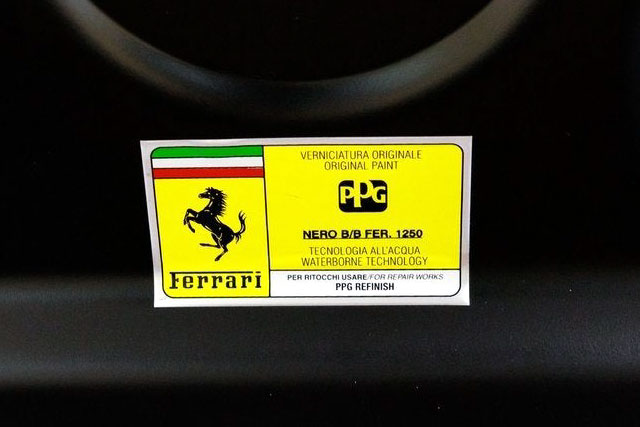 VERNICIATURA ORIGINALE
ORIGINAL PAINT
PPG
NERO B/B FER. 1250
TECNOLOGIA ALL'ACQUA
WATERBORNE TECHNOLOGY
Ferrari
PER RITOCCHI USARE/FOR REPAIR WORKS
PPG REFINISH